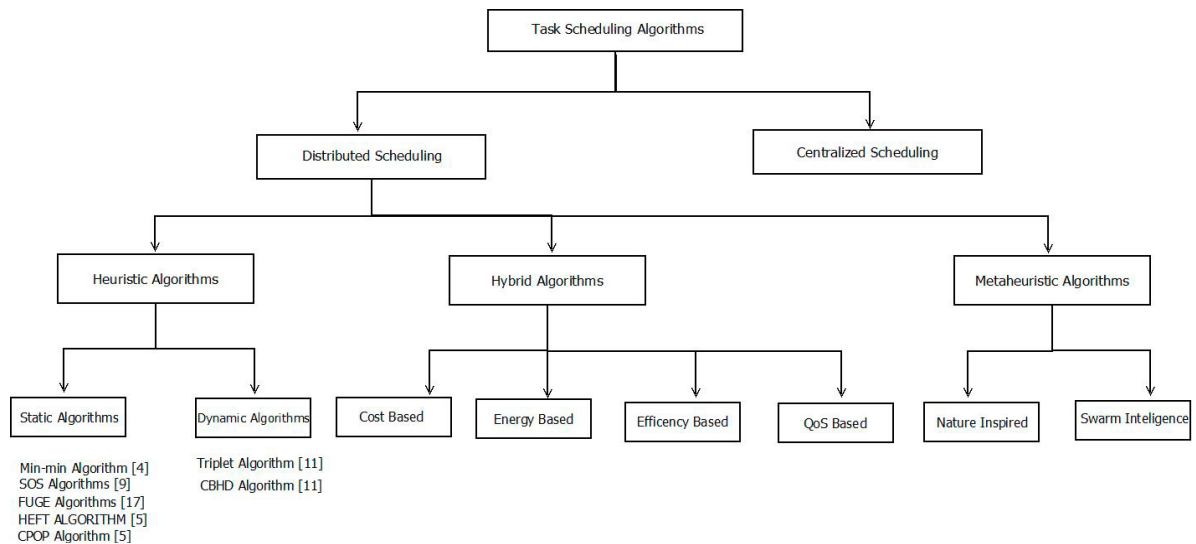 Task Scheduling Algorithms
Distributed Scheduling
Centralized Scheduling
Heuristic Algorithms
Hybrid Algorithms
Metaheuristic Algorithms
Static Algorithms
Dynamic Algorithms
Cost Based
Energy Based
Efficency Based
QoS Based
Nature Inspired
Swarm Inteligence
Min-min Algorithm [4]
SOS Algorithms [9]
FUGE Algorithms [17]
HEFT ALGORITHM [5]
CPOP Algorithm [5]
Triplet Algorithm [11]
CBHD Algorithm [11]